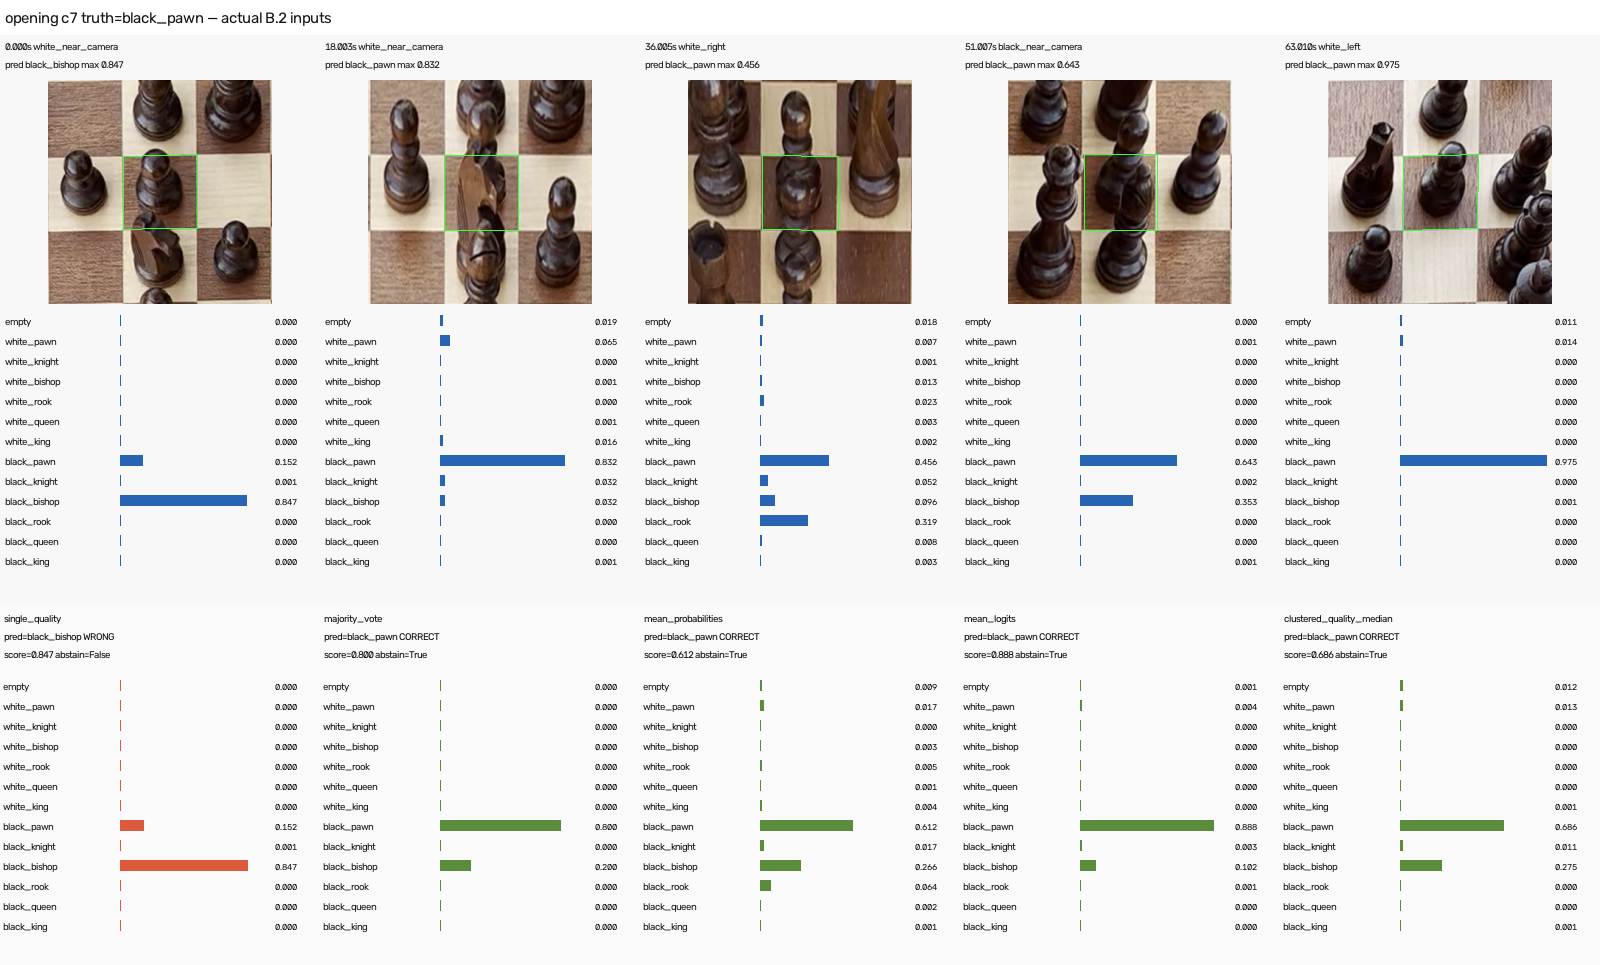 opening c7 truth=black_pawn — actual B.2 inputs
0.000s white_near_camera
pred black_bishop max 0.847
empty 0.000
white_pawn 0.000
white_knight 0.000
white_bishop 0.000
white_rook 0.000
white_queen 0.000
white_king 0.000
black_pawn 0.152
black_knight 0.001
black_bishop 0.847
black_rook 0.000
black_queen 0.000
black_king 0.000
18.003s white_near_camera
pred black_pawn max 0.832
empty 0.019
white_pawn 0.065
white_knight 0.000
white_bishop 0.001
white_rook 0.000
white_queen 0.001
white_king 0.016
black_pawn 0.832
black_knight 0.032
black_bishop 0.032
black_rook 0.000
black_queen 0.000
black_king 0.001
36.005s white_right
pred black_pawn max 0.456
empty 0.018
white_pawn 0.007
white_knight 0.001
white_bishop 0.013
white_rook 0.023
white_queen 0.003
white_king 0.002
black_pawn 0.456
black_knight 0.052
black_bishop 0.096
black_rook 0.319
black_queen 0.008
black_king 0.003
51.007s black_near_camera
pred black_pawn max 0.643
empty 0.000
white_pawn 0.001
white_knight 0.000
white_bishop 0.000
white_rook 0.000
white_queen 0.000
white_king 0.000
black_pawn 0.643
black_knight 0.002
black_bishop 0.353
black_rook 0.000
black_queen 0.000
black_king 0.001
63.010s white_left
pred black_pawn max 0.975
empty 0.011
white_pawn 0.014
white_knight 0.000
white_bishop 0.000
white_rook 0.000
white_queen 0.000
white_king 0.000
black_pawn 0.975
black_knight 0.000
black_bishop 0.001
black_rook 0.000
black_queen 0.000
black_king 0.000
single_quality
pred=black_bishop WRONG
score=0.847 abstain=False
empty 0.000
white_pawn 0.000
white_knight 0.000
white_bishop 0.000
white_rook 0.000
white_queen 0.000
white_king 0.000
black_pawn 0.152
black_knight 0.001
black_bishop 0.847
black_rook 0.000
black_queen 0.000
black_king 0.000
majority_vote
pred=black_pawn CORRECT
score=0.800 abstain=True
empty 0.000
white_pawn 0.000
white_knight 0.000
white_bishop 0.000
white_rook 0.000
white_queen 0.000
white_king 0.000
black_pawn 0.800
black_knight 0.000
black_bishop 0.200
black_rook 0.000
black_queen 0.000
black_king 0.000
mean_probabilities
pred=black_pawn CORRECT
score=0.612 abstain=True
empty 0.009
white_pawn 0.017
white_knight 0.000
white_bishop 0.003
white_rook 0.005
white_queen 0.001
white_king 0.004
black_pawn 0.612
black_knight 0.017
black_bishop 0.266
black_rook 0.064
black_queen 0.002
black_king 0.001
mean_logits
pred=black_pawn CORRECT
score=0.888 abstain=True
empty 0.001
white_pawn 0.004
white_knight 0.000
white_bishop 0.000
white_rook 0.000
white_queen 0.000
white_king 0.000
black_pawn 0.888
black_knight 0.003
black_bishop 0.102
black_rook 0.001
black_queen 0.000
black_king 0.000
clustered_quality_median
pred=black_pawn CORRECT
score=0.686 abstain=True
empty 0.012
white_pawn 0.013
white_knight 0.000
white_bishop 0.000
white_rook 0.000
white_queen 0.000
white_king 0.001
black_pawn 0.686
black_knight 0.011
black_bishop 0.275
black_rook 0.000
black_queen 0.000
black_king 0.001